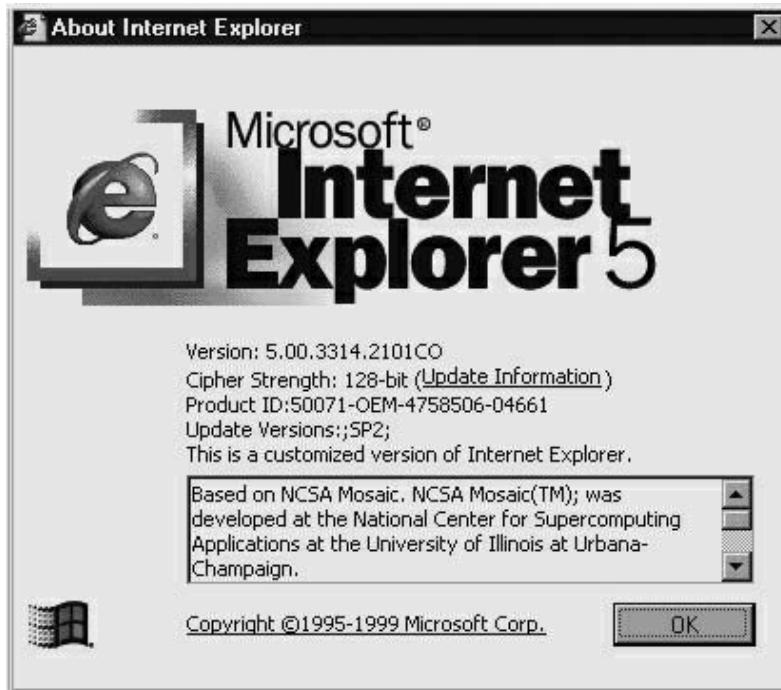 About Internet Explorer
Microsoft®
Internet
Explorer 5
Version: 5.00.3314.2101CO
Cipher Strength: 128-bit (Update Information )
Product ID:50071-OEM-4758506-04661
Update Versions:;SP2;
This is a customized version of Internet Explorer.
Based on NCSA Mosaic. NCSA Mosaic(TM); was
developed at the National Center for Supercomputing
Applications at the University of Illinois at Urbana-
Champaign.
Copyright ©1995-1999 Microsoft Corp.
OK